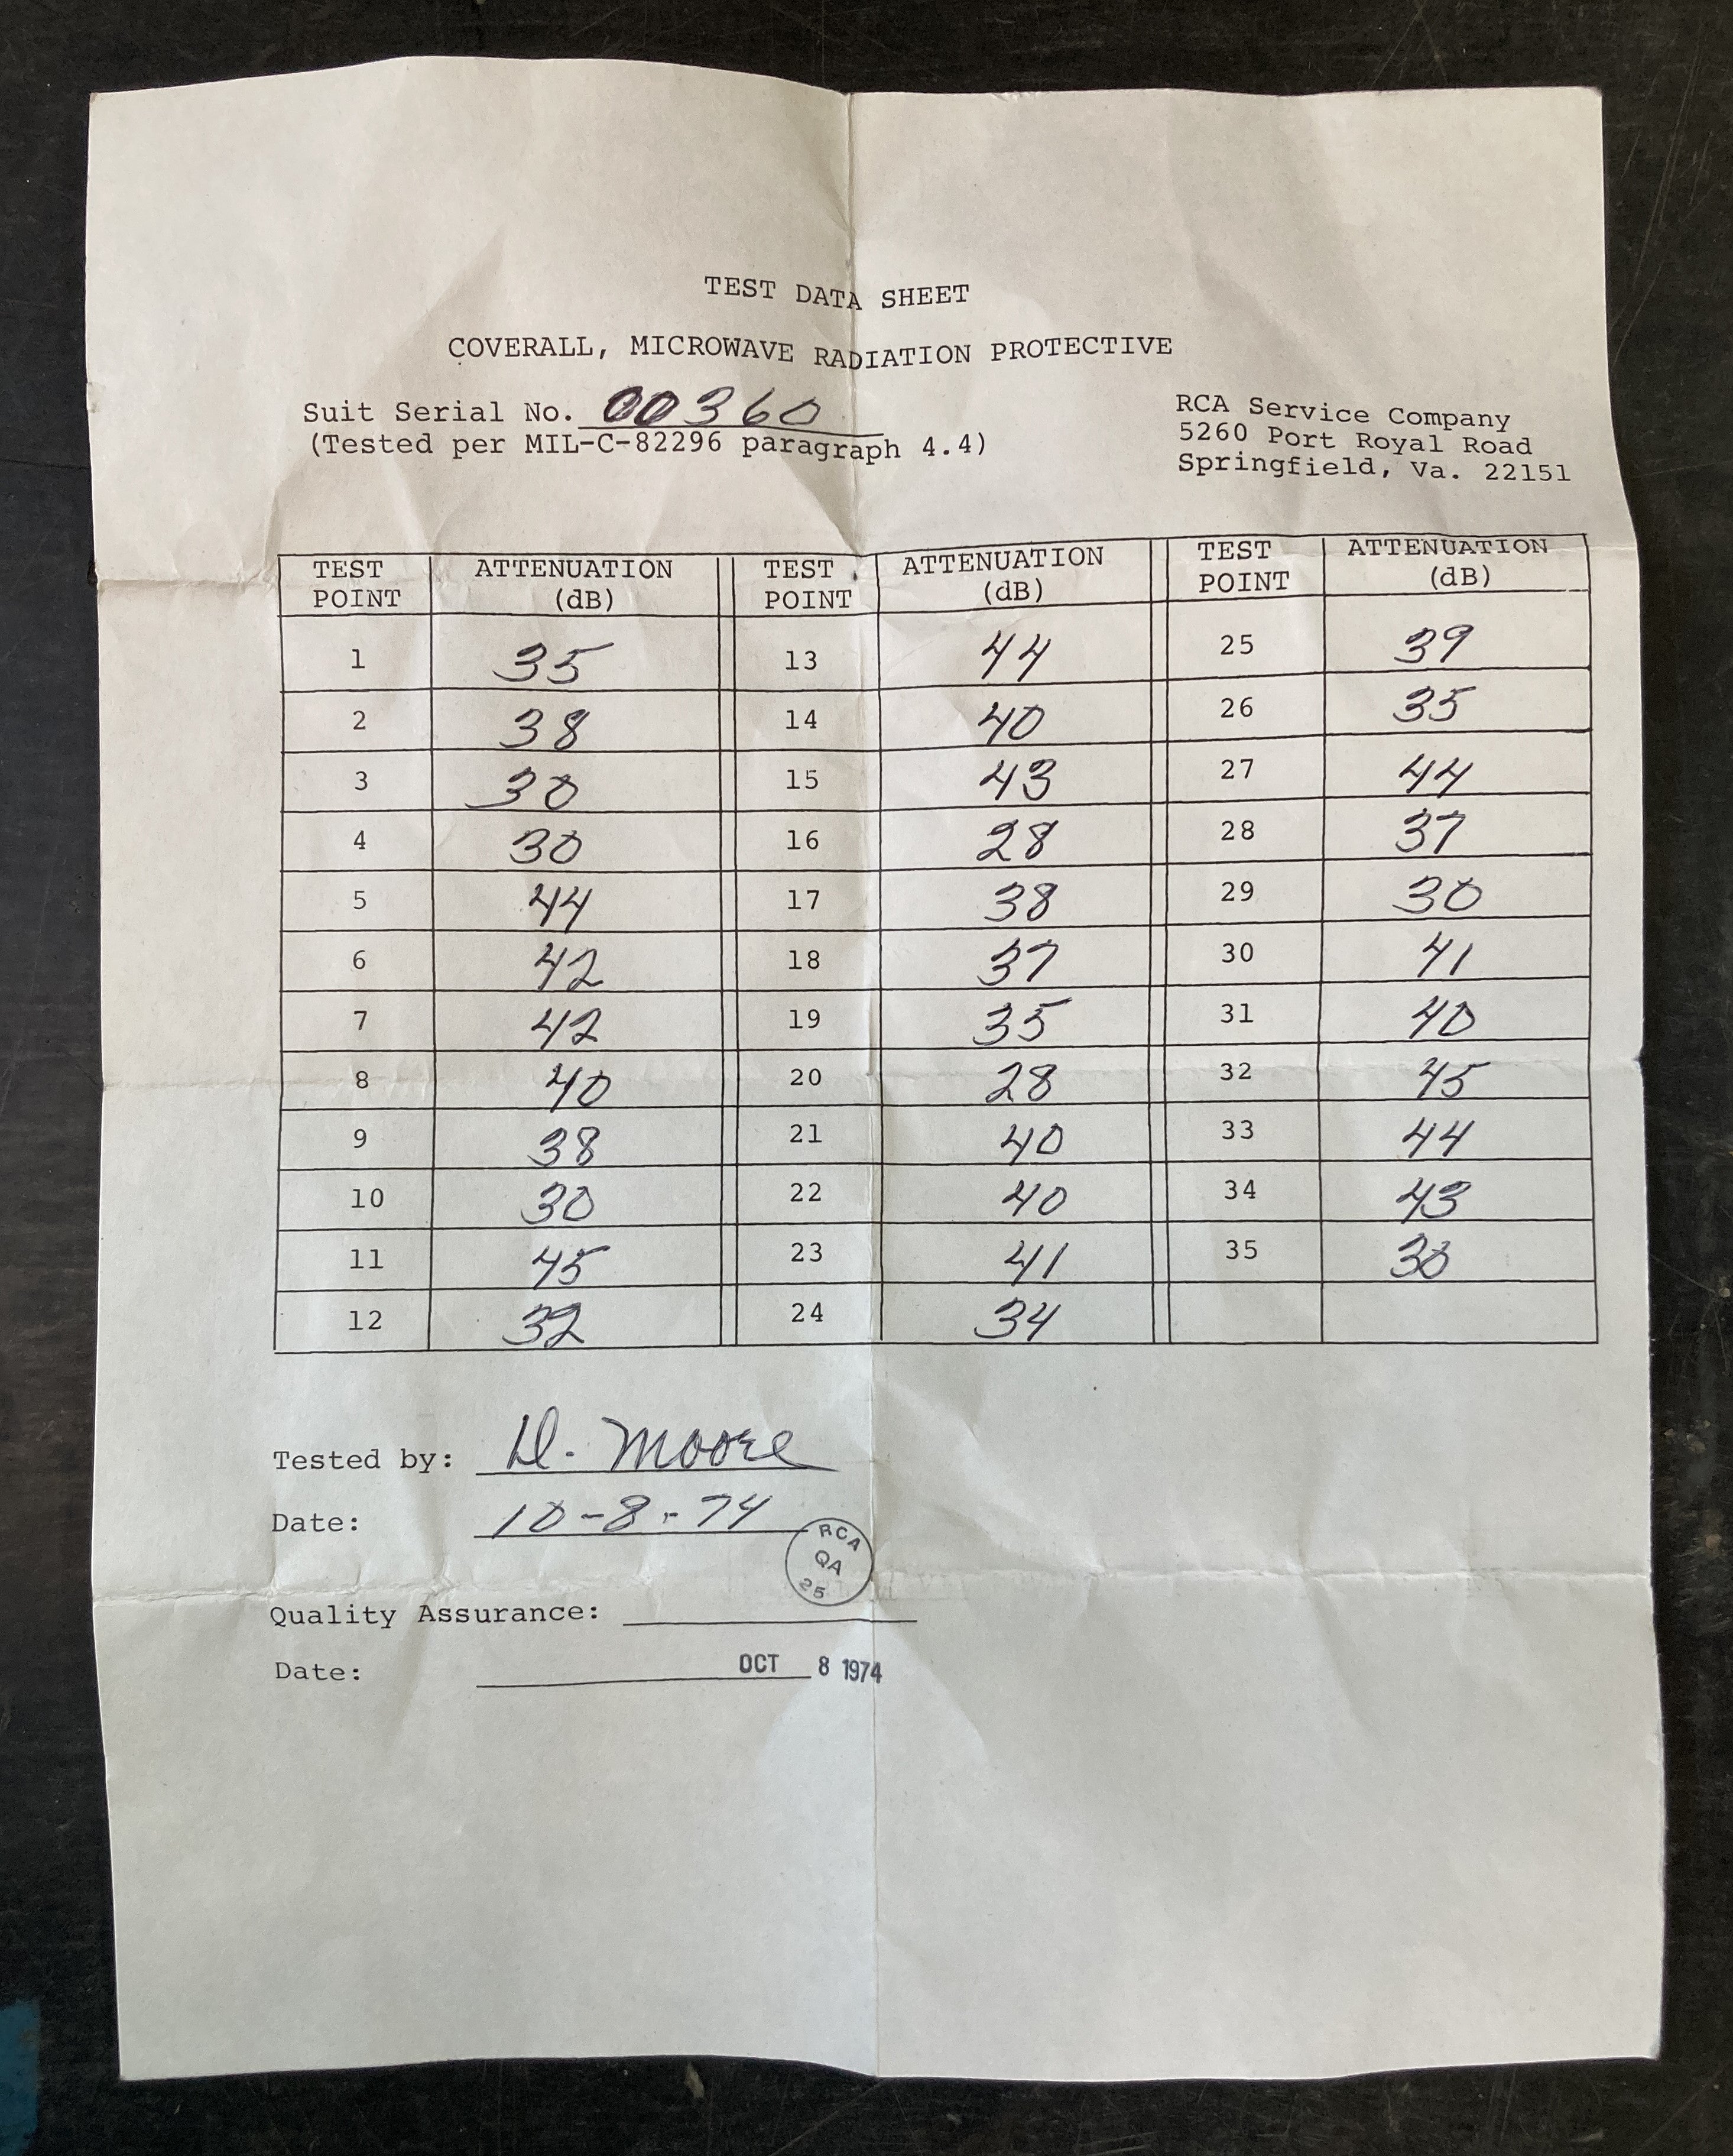 TEST DATA SHEET
COVERALL, MICROWAVE RADIATION PROTECTIVE
Suit Serial No. 00360
(Tested per MIL-C-82296 paragraph 4.4)
RCA Service Company
5260 Port Royal Road
Springfield, Va. 22151
TEST POINT ATTENUATION (dB) TEST POINT ATTENUATION (dB) TEST POINT ATTENUATION (dB)
1 35 13 44 25 39
2 38 14 40 26 35
3 30 15 43 27 44
4 30 16 28 28 37
5 44 17 38 29 30
6 42 18 37 30 41
7 42 19 35 31 40
8 40 20 28 32 45
9 38 21 40 33 44
10 30 22 40 34 43
11 45 23 41 35
12 32 24 34
Tested by: D. Moore
Date: 10-8-74
RCA
QA
25
Quality Assurance:
Date: OCT 8 1974